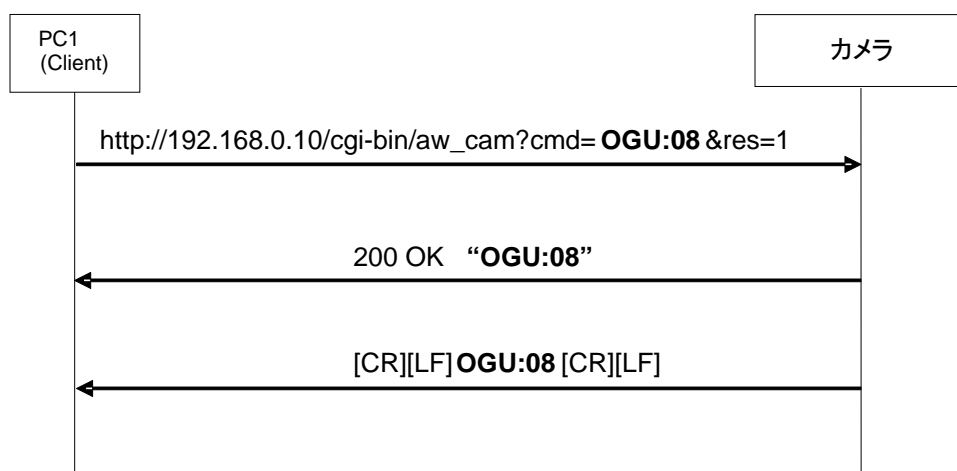 PC1
(Client)
カメラ
http://192.168.0.10/cgi-bin/aw_cam?cmd= OGU:08 &res=1
200 OK “OGU:08”
[CR][LF] OGU:08 [CR][LF]